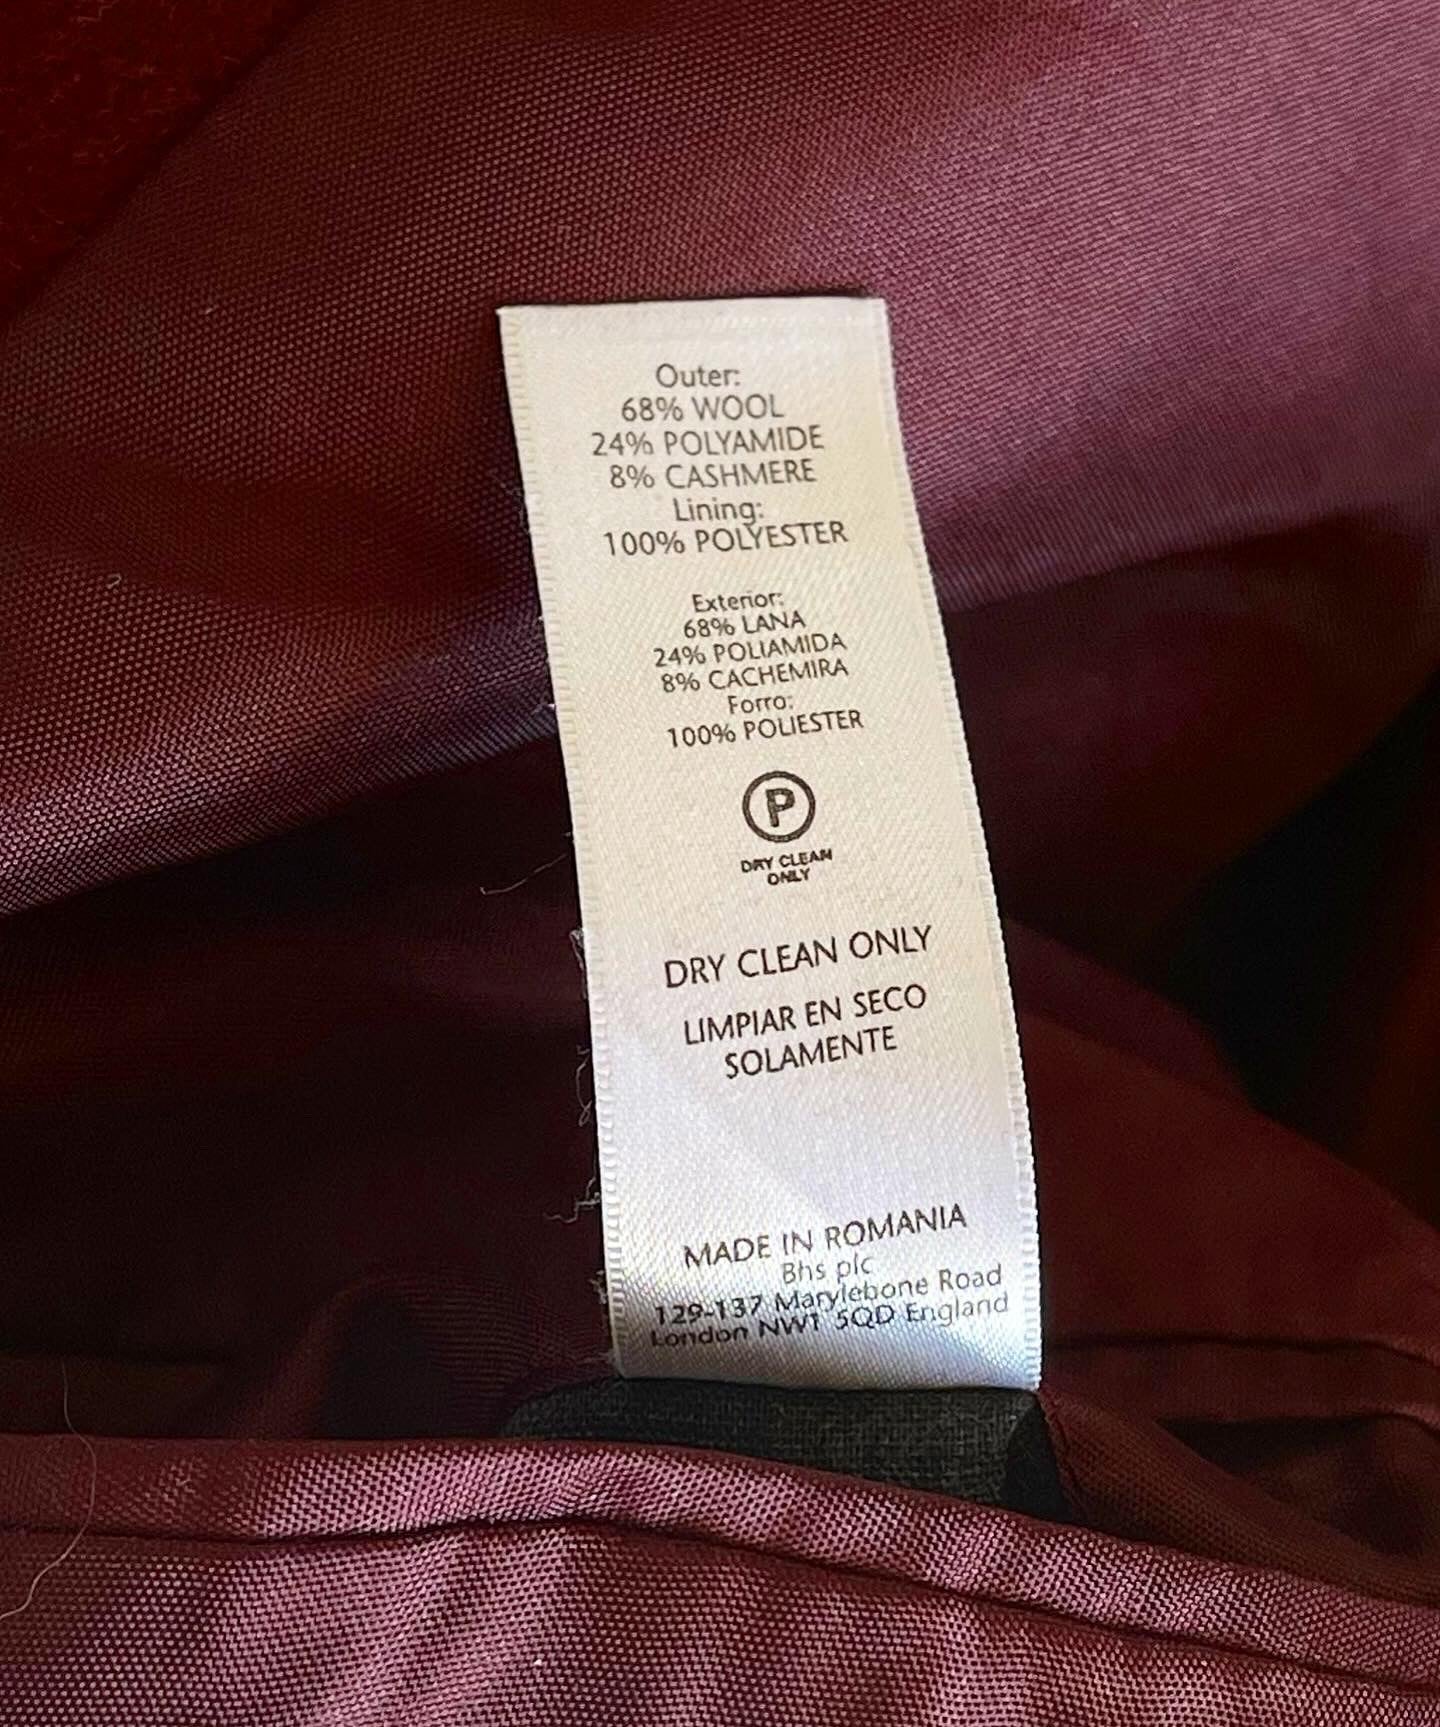 Outer:
68% WOOL
24% POLYAMIDE
8% CASHMERE
Lining:
100% POLYESTER
Exterior:
68% LANA
24% POLIAMIDA
8% CACHEMIRA
Forro:
100% POLIESTER
P
DRY CLEAN
ONLY
DRY CLEAN ONLY
LIMPIAR EN SECO
SOLAMENTE
MADE IN ROMANIA
Bhs plc
129-137 Marylebone Road
London NW1 5QD England